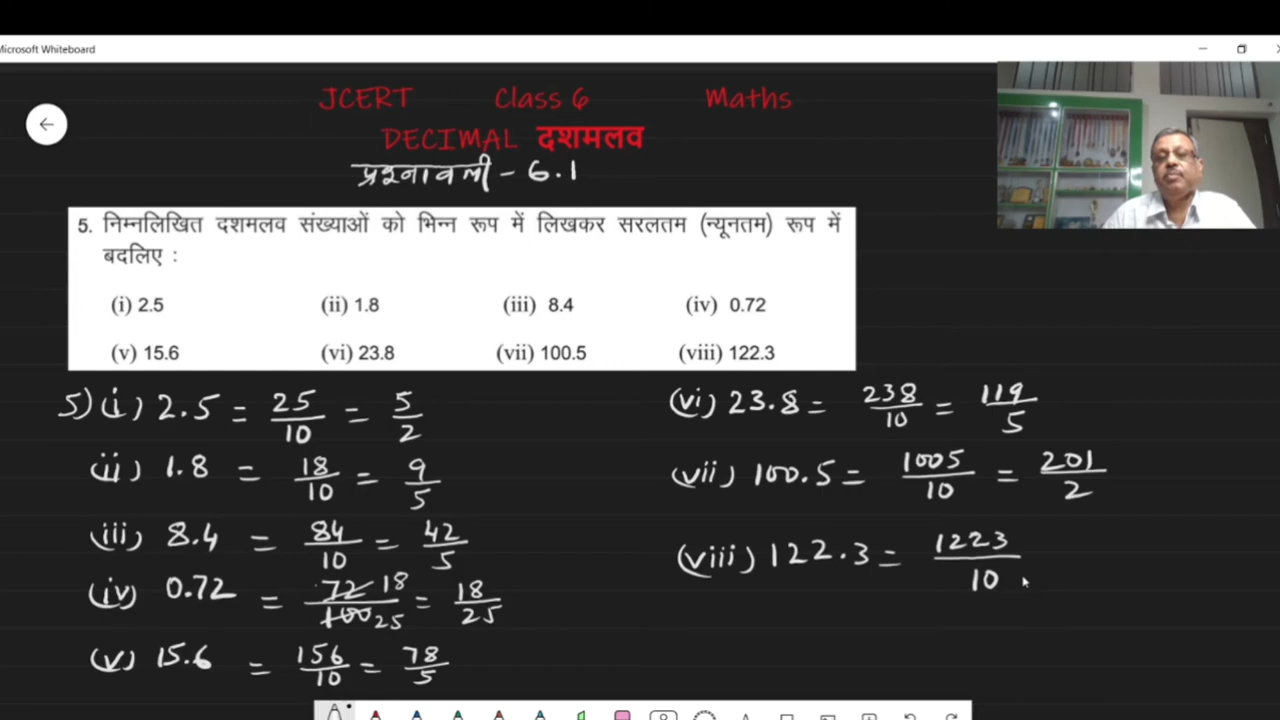 Microsoft Whiteboard
JCERT Class 6 Maths
DECIMAL दशमलव
प्रश्नावली - 6.1
5. निम्नलिखित दशमलव संख्याओं को भिन्न रूप में लिखकर सरलतम (न्यूनतम) रूप में
बदलिए :
(i) 2.5 (ii) 1.8 (iii) 8.4 (iv) 0.72
(v) 15.6 (vi) 23.8 (vii) 100.5 (viii) 122.3
5) (i) 2.5 = 25/10 = 5/2
(ii) 1.8 = 18/10 = 9/5
(iii) 8.4 = 84/10 = 42/5
(iv) 0.72 = 72 18/100 25 = 18/25
(v) 15.6 = 156/10 = 78/5
(vi) 23.8 = 238/10 = 119/5
(vii) 100.5 = 1005/10 = 201/2
(viii) 122.3 = 1223/10